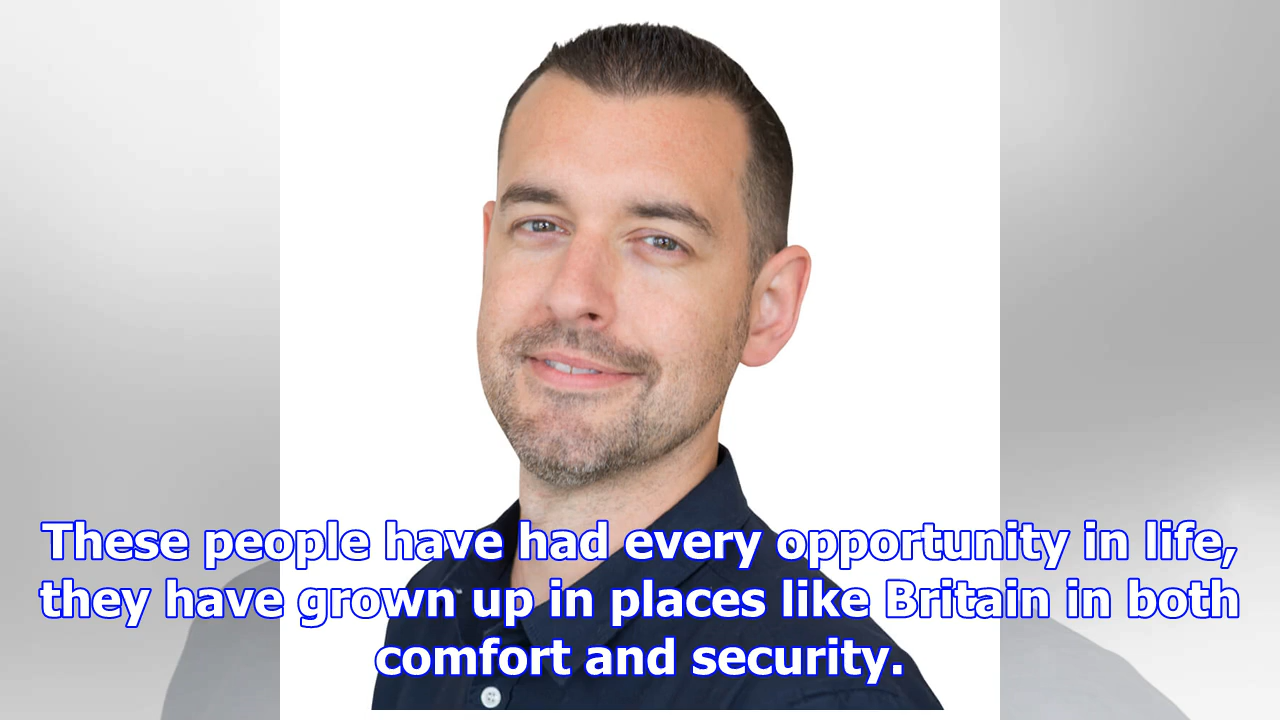 These people have had every opportunity in life,
they have grown up in places like Britain in both
comfort and security.